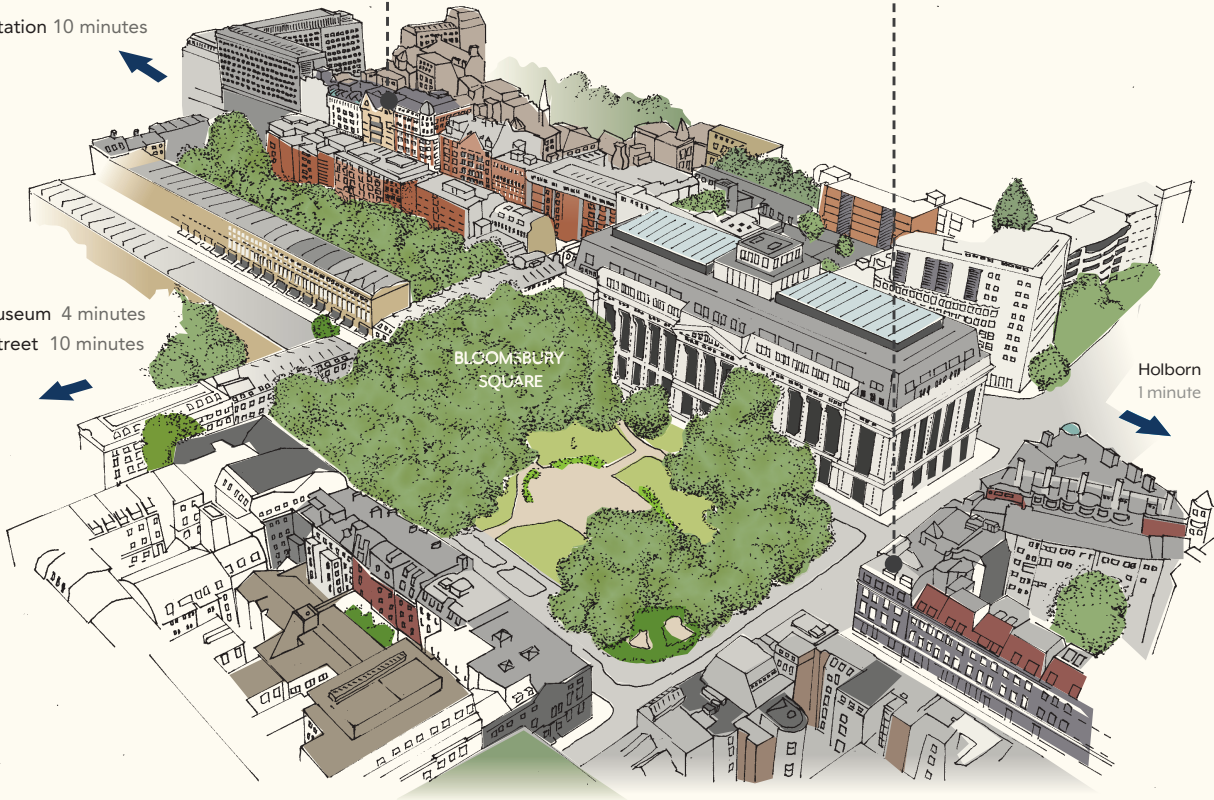 tation 10 minutes
BLOOMSBURY
SQUARE
useum 4 minutes
treet 10 minutes
Holborn
1 minute